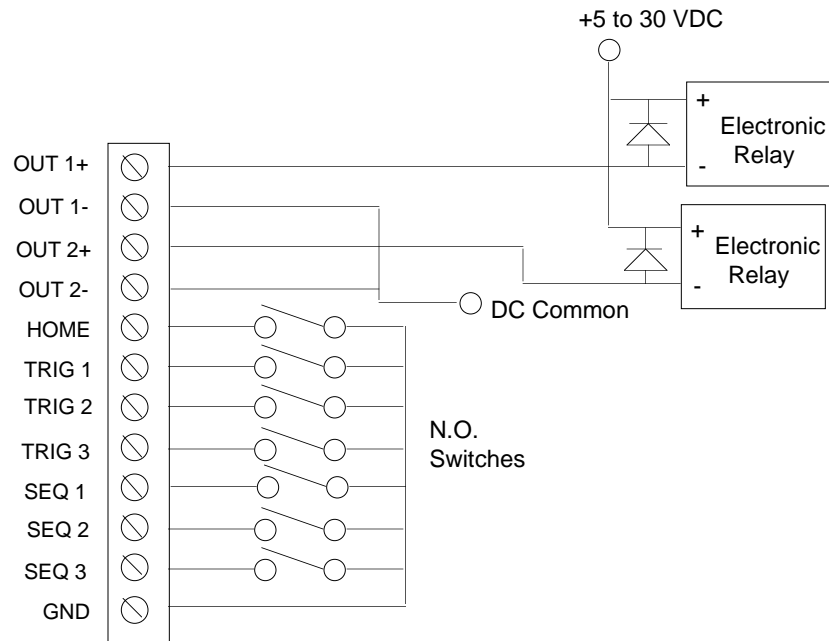 +5 to 30 VDC
+
Electronic
Relay
-
+
Electronic
Relay
-
OUT 1+
OUT 1-
OUT 2+
OUT 2-
HOME
TRIG 1
TRIG 2
TRIG 3
SEQ 1
SEQ 2
SEQ 3
GND
DC Common
N.O.
Switches